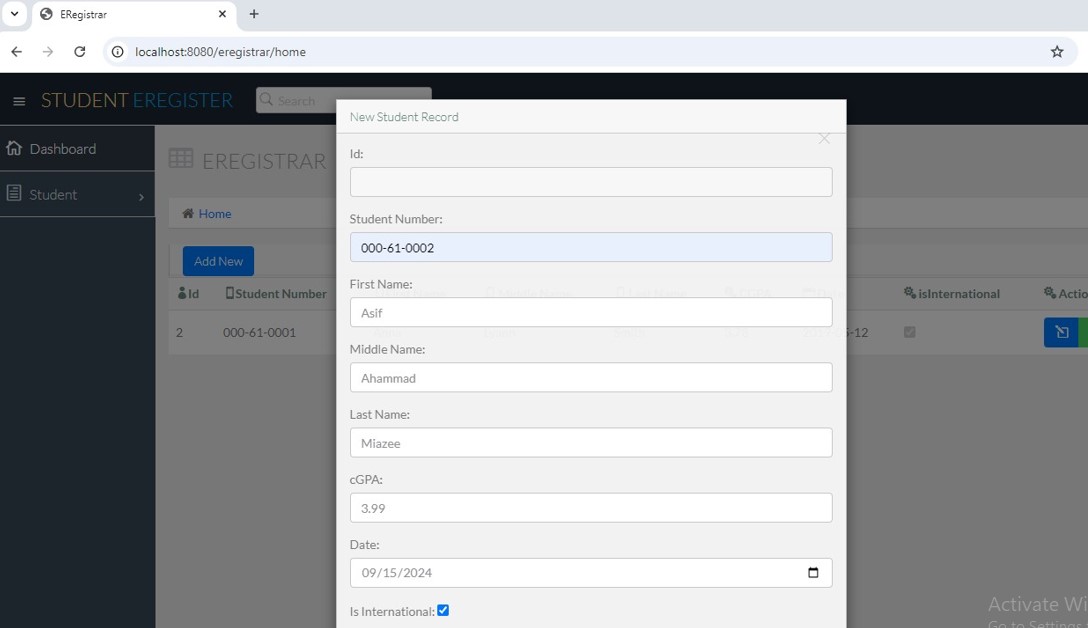 ERegistrar
localhost:8080/eregistrar/home
STUDENT EREGISTER
Search
New Student Record
Dashboard
EREGISTRAR
Id:
Student
Student Number:
Home
000-61-0002
Add New
First Name:
Id Student Number isInternational Actio
Asif
2 000-61-0001 5-12
Middle Name:
Ahammad
Last Name:
Miazee
cGPA:
3.99
Date:
09/15/2024
Is International:
Activate Wi
Go to Settings